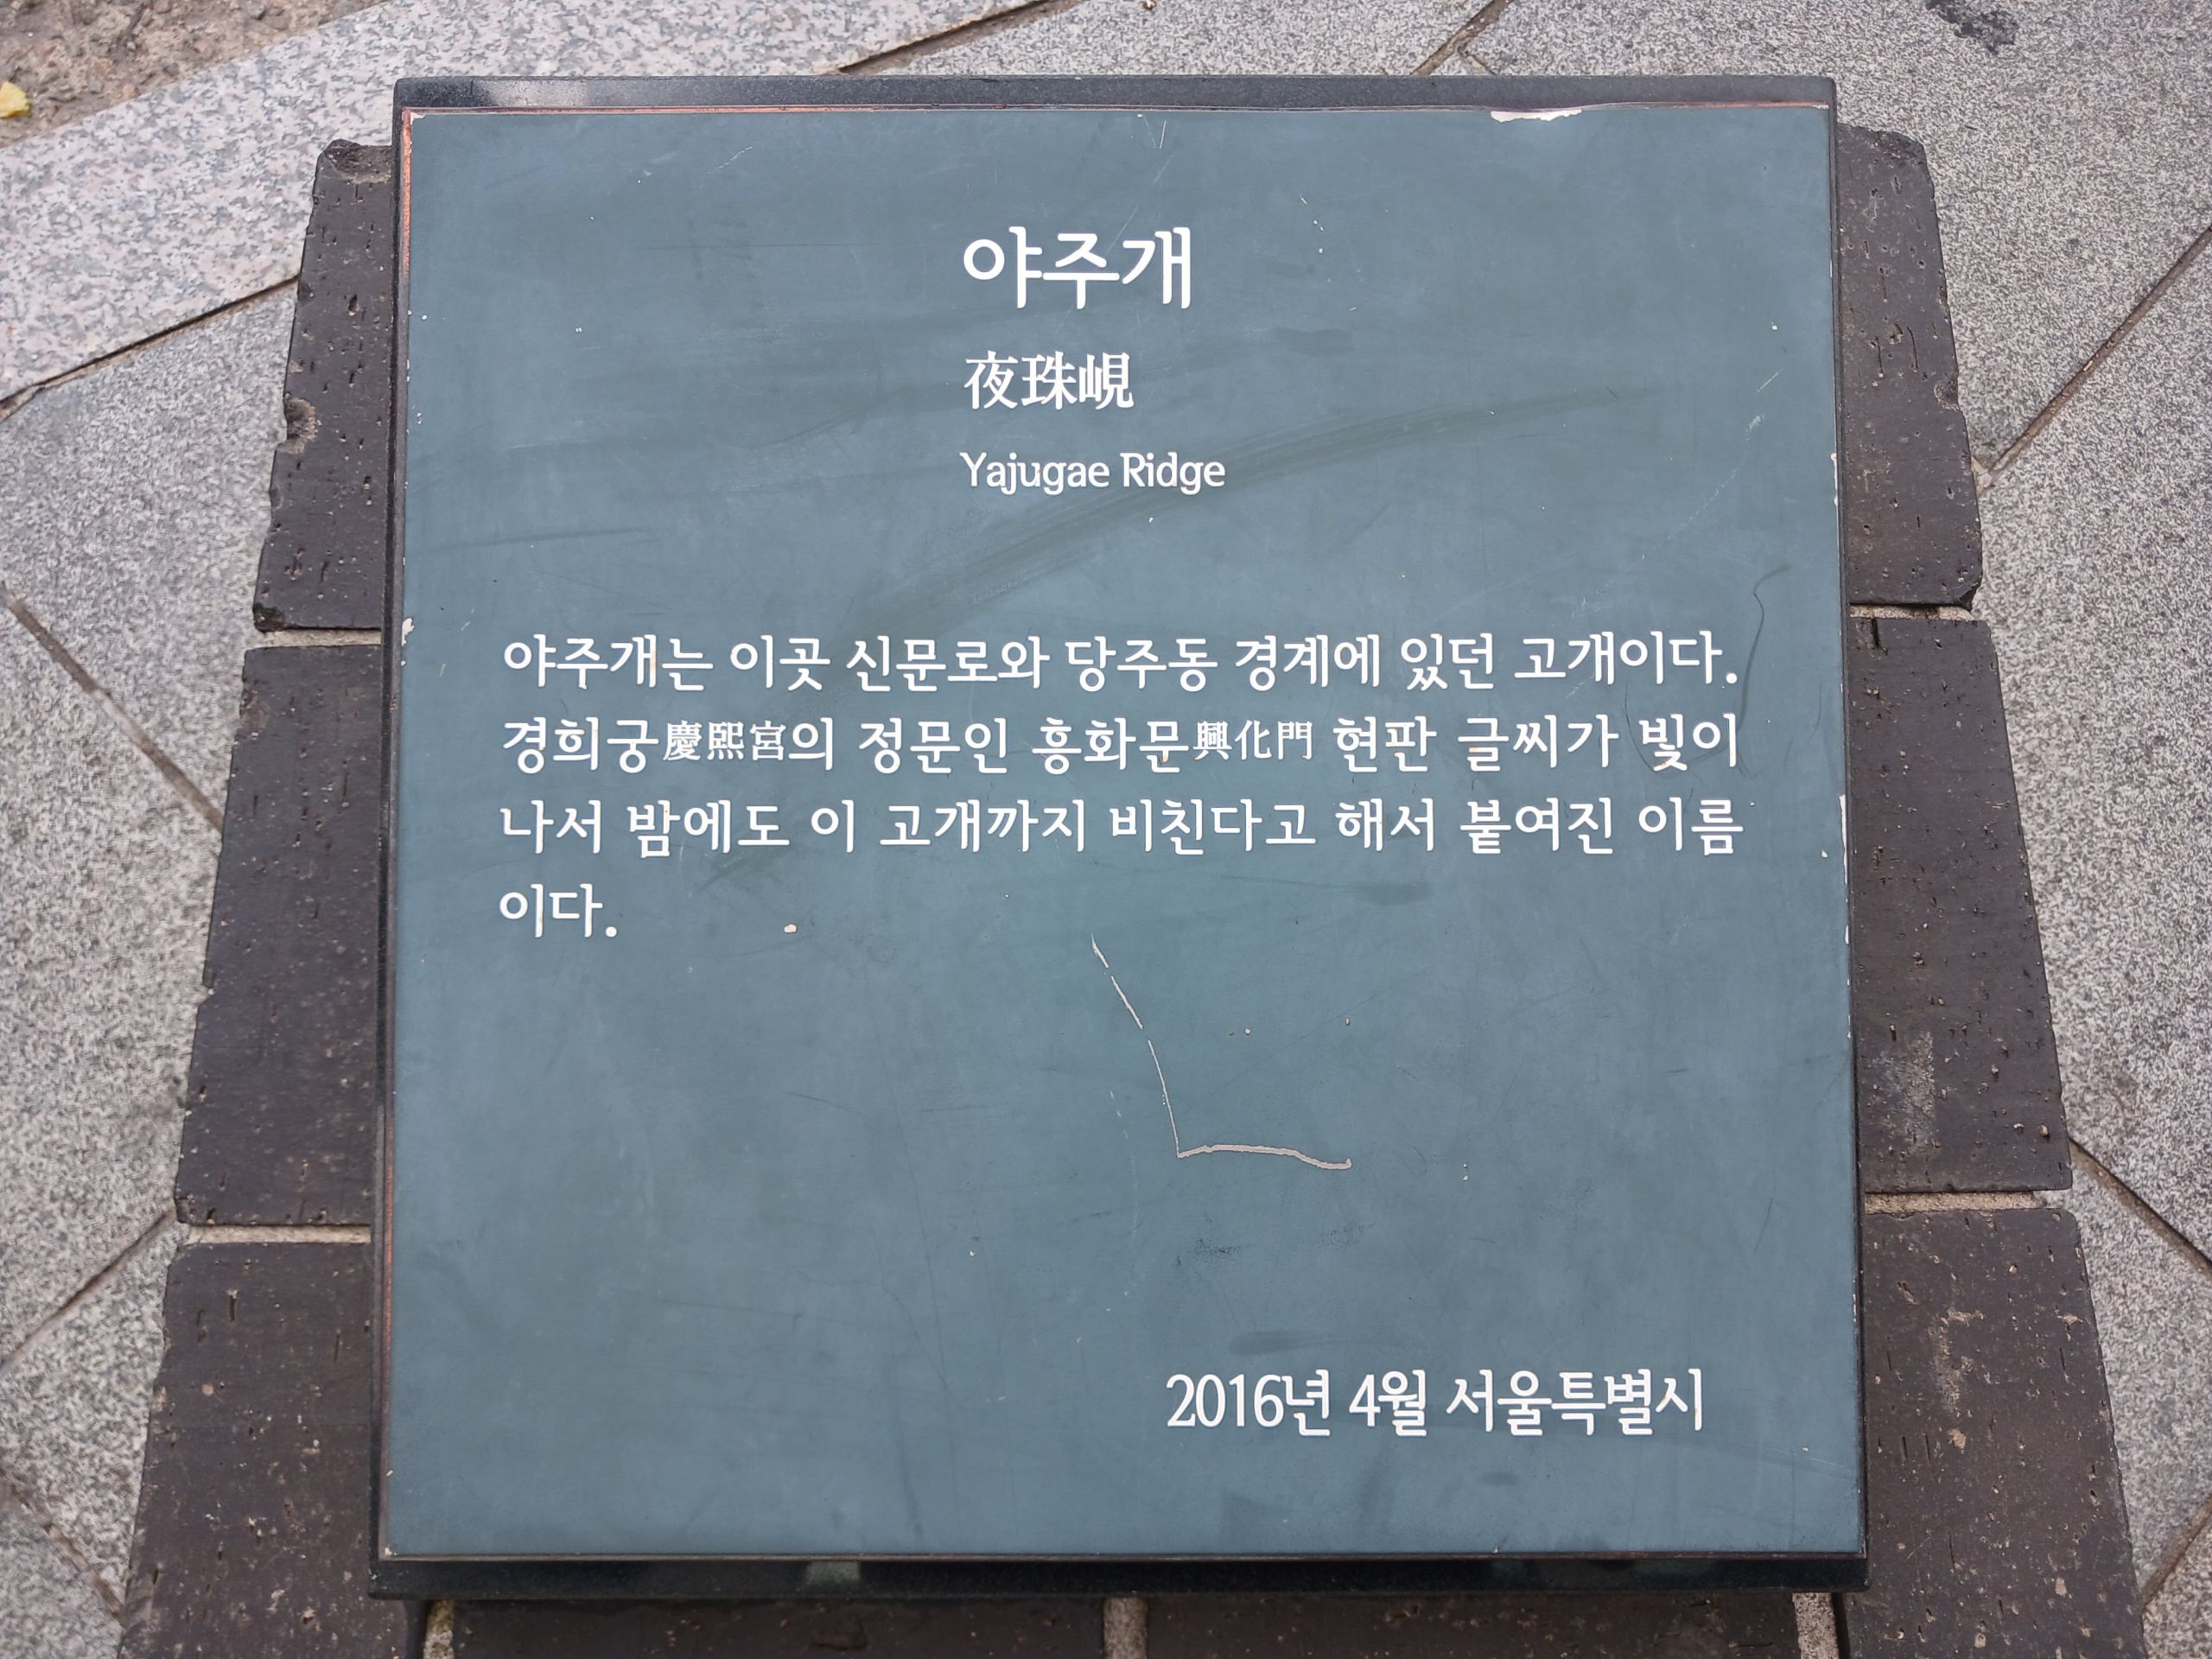 야주개
夜珠峴
Yajugae Ridge
야주개는 이곳 신문로와 당주동 경계에 있던 고개이다.
경희궁慶熙宮의 정문인 흥화문興化門 현판 글씨가 빛이
나서 밤에도 이 고개까지 비친다고 해서 붙여진 이름
이다.
2016년 4월 서울특별시